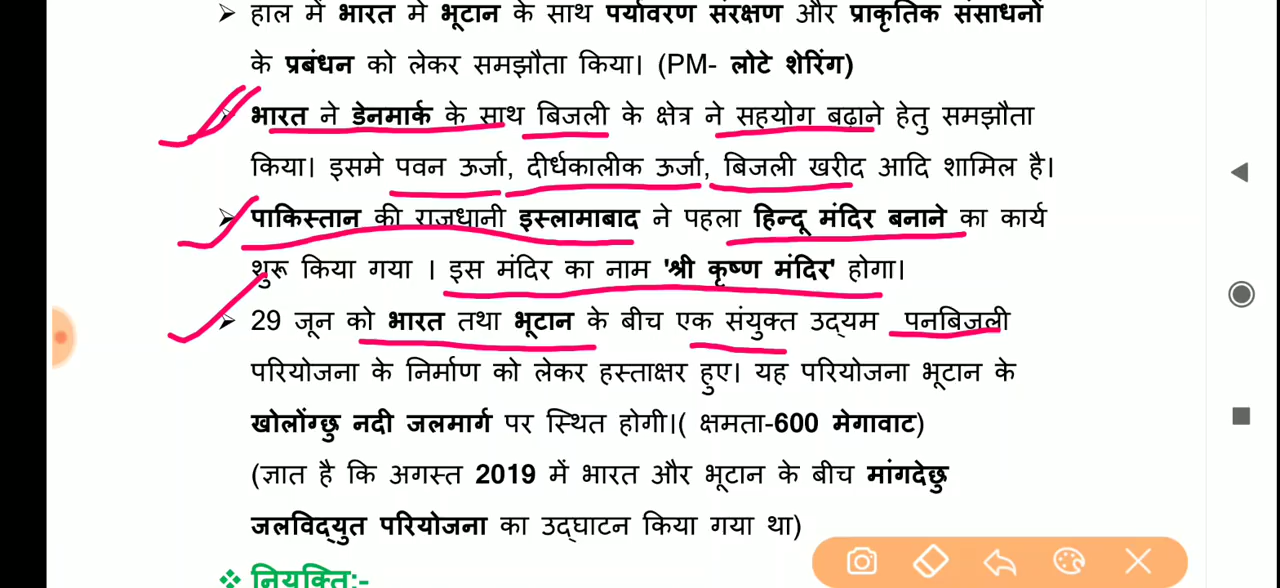 ➢ हाल में भारत में भूटान के साथ पर्यावरण संरक्षण और प्राकृतिक संसाधनों
के प्रबंधन को लेकर समझौता किया। (PM- लोटे शेरिंग)
➢ भारत ने डेनमार्क के साथ बिजली के क्षेत्र ने सहयोग बढ़ाने हेतु समझौता
किया। इसमे पवन ऊर्जा, दीर्धकालीक ऊर्जा, बिजली खरीद आदि शामिल है।
➢ पाकिस्तान की राजधानी इस्लामाबाद ने पहला हिन्दू मंदिर बनाने का कार्य
शुरू किया गया । इस मंदिर का नाम 'श्री कृष्ण मंदिर' होगा।
➢ 29 जून को भारत तथा भूटान के बीच एक संयुक्त उद्यम पनबिजली
परियोजना के निर्माण को लेकर हस्ताक्षर हुए। यह परियोजना भूटान के
खोलोंग्छु नदी जलमार्ग पर स्थित होगी।( क्षमता-600 मेगावाट)
(ज्ञात है कि अगस्त 2019 में भारत और भूटान के बीच मांगदेछु
जलविद्युत परियोजना का उद्घाटन किया गया था)
❖ नियुक्ति:-